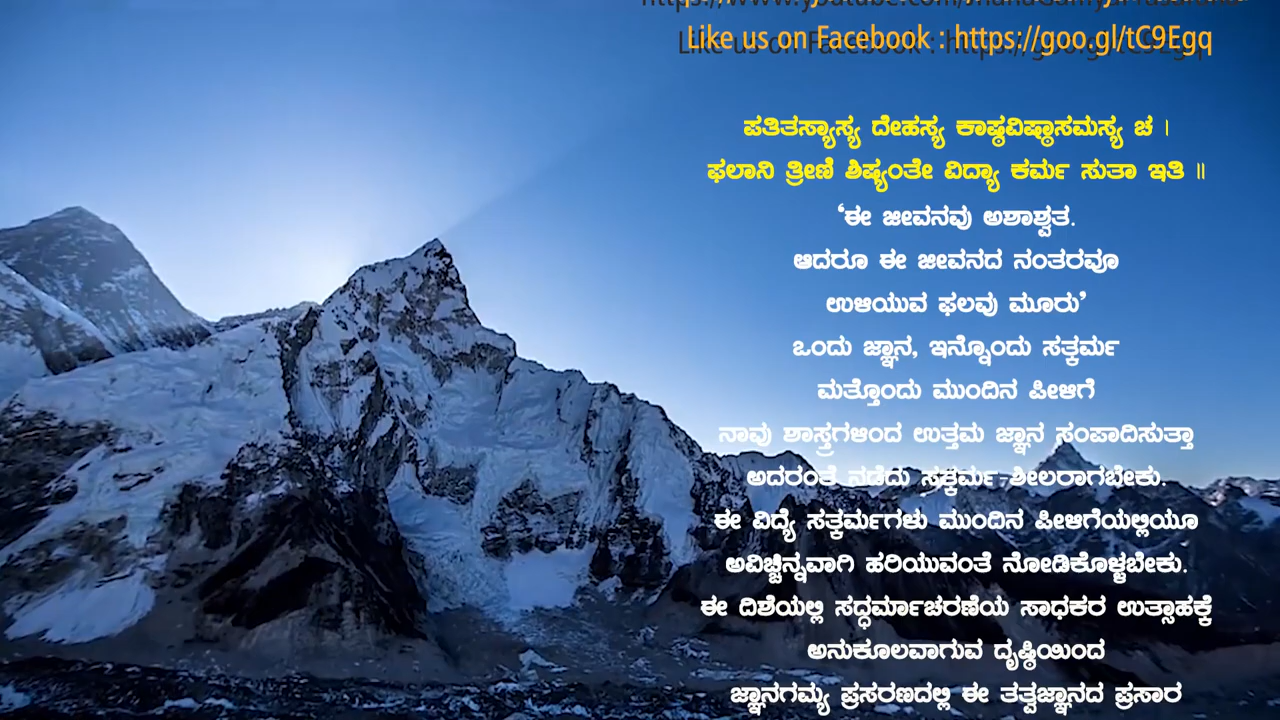 Like us on Facebook : https://goo.gl/tC9Egq
ಪತಿತಸ್ಯಾಸ್ಯ ದೇಹಸ್ಯ ಕಾಷ್ಠವಿಷ್ಠಾಸಮಸ್ಯ ಚ ।
ಫಲಾನಿ ತ್ರೀಣಿ ಶಿಷ್ಯಂತೇ ವಿದ್ಯಾ ಕರ್ಮ ಸುತಾ ಇತಿ ॥
‘ಈ ಜೀವನವು ಅಶಾಶ್ವತ.
ಆದರೂ ಈ ಜೀವನದ ನಂತರವೂ
ಉಳಿಯುವ ಫಲವು ಮೂರು’
ಒಂದು ಜ್ಞಾನ, ಇನ್ನೊಂದು ಸತ್ಕರ್ಮ
ಮತ್ತೊಂದು ಮುಂದಿನ ಪೀಳಿಗೆ
ನಾವು ಶಾಸ್ತ್ರಗಳಿಂದ ಉತ್ತಮ ಜ್ಞಾನ ಸಂಪಾದಿಸುತ್ತಾ
ಅದರಂತೆ ನಡೆದು ಸತ್ಕರ್ಮ-ಶೀಲರಾಗಬೇಕು.
ಈ ವಿದ್ಯೆ ಸತ್ಕರ್ಮಗಳು ಮುಂದಿನ ಪೀಳಿಗೆಯಲ್ಲಿಯೂ
ಅವಿಚ್ಛಿನ್ನವಾಗಿ ಹರಿಯುವಂತೆ ನೋಡಿಕೊಳ್ಳಬೇಕು.
ಈ ದಿಶೆಯಲ್ಲಿ ಸದ್ಧರ್ಮಾಚರಣೆಯ ಸಾಧಕರ ಉತ್ಸಾಹಕ್ಕೆ
ಅನುಕೂಲವಾಗುವ ದೃಷ್ಠಿಯಿಂದ
ಜ್ಞಾನಗಮ್ಯ ಪ್ರಸರಣದಲ್ಲಿ ಈ ತತ್ವಜ್ಞಾನದ ಪ್ರಸಾರ